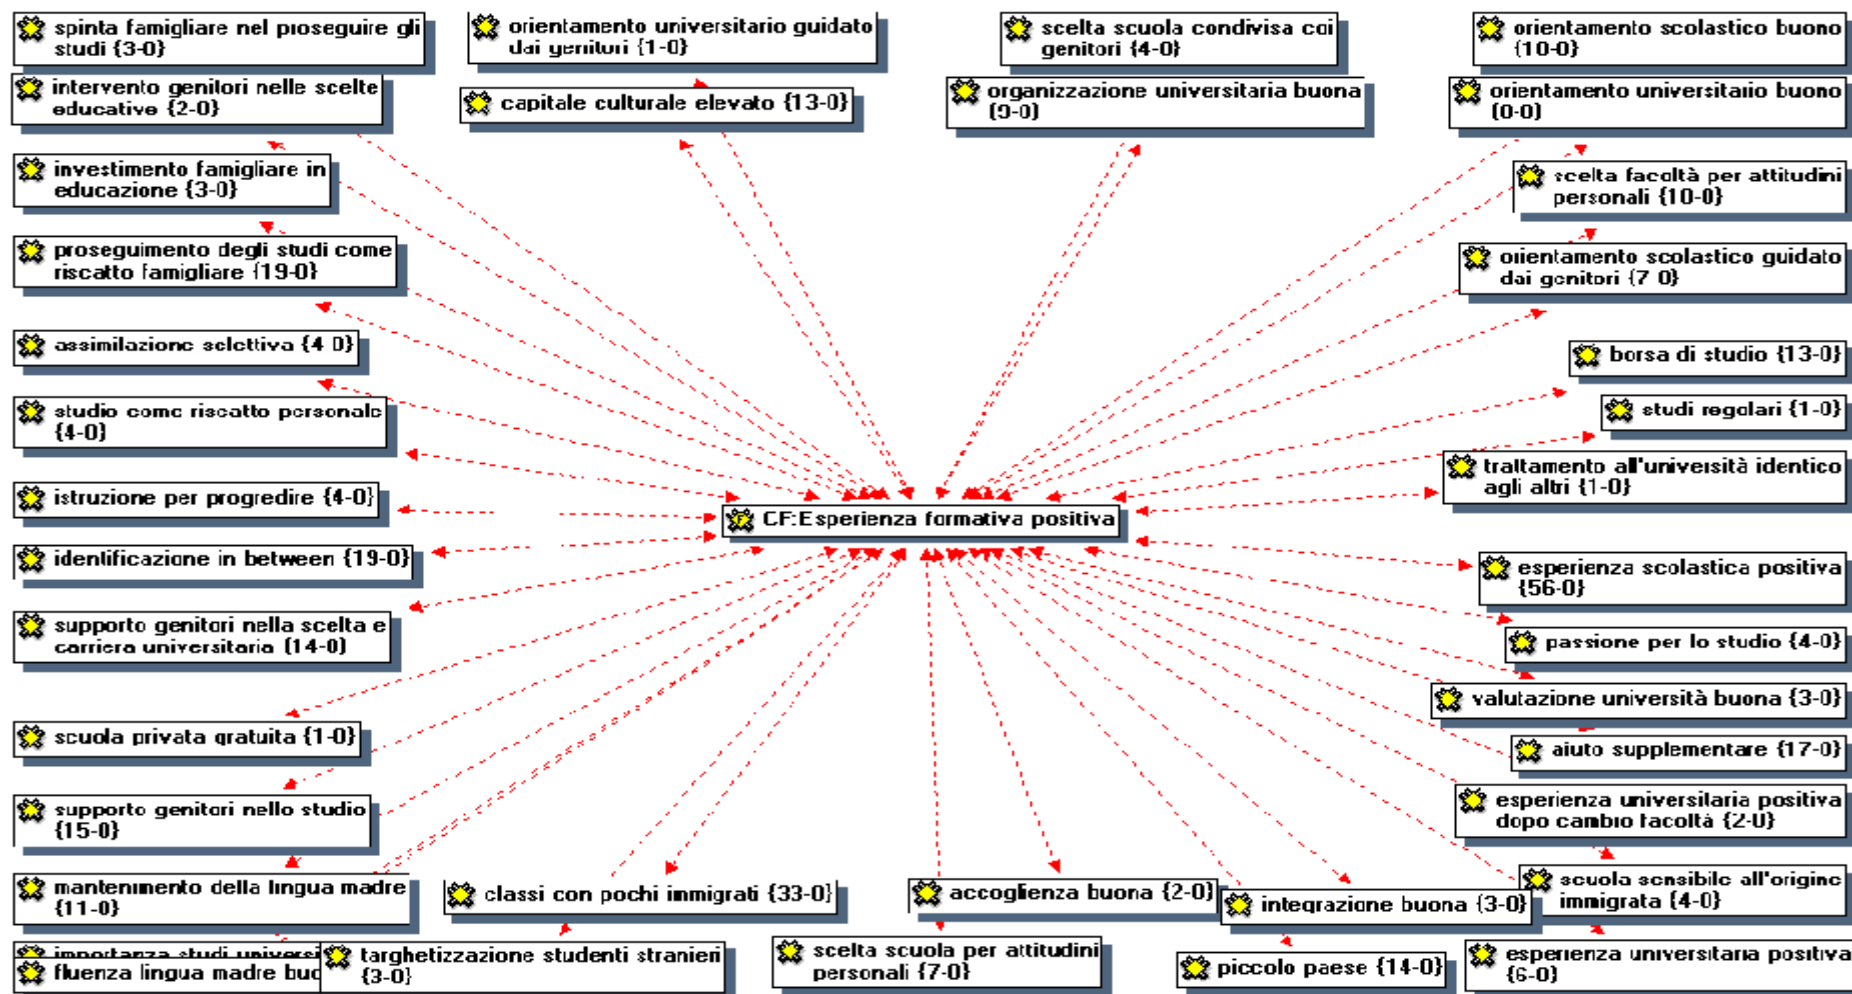 spinta famigliare nel proseguire gli
studi {3-0}
orientamento universitario guidato
dai genitori {1-0}
scelta scuola condivisa coi
genitori {4-0}
orientamento scolastico buono
{10-0}
intervento genitori nelle scelte
educative {2-0}
capitale culturale elevato {13-0}
organizzazione universitaria buona
{9-0}
orientamento universitario buono
{0-0}
investimento famigliare in
educazione {3-0}
scelta facoltà per attitudini
personali {10-0}
proseguimento degli studi come
riscatto famigliare {19-0}
orientamento scolastico guidato
dai genitori {7-0}
assimilazione selettiva {4-0}
borsa di studio {13-0}
studio come riscatto personale
{4-0}
studi regolari {1-0}
trattamento all'università identico
agli altri {1-0}
istruzione per progredire {4-0}
CF:Esperienza formativa positiva
identificazione in between {19-0}
esperienza scolastica positiva
{56-0}
supporto genitori nella scelta e
carriera universitaria {14-0}
passione per lo studio {4-0}
valutazione università buona {3-0}
scuola privata gratuita {1-0}
aiuto supplementare {17-0}
supporto genitori nello studio
{15-0}
esperienza universitaria positiva
dopo cambio facoltà {2-0}
mantenimento della lingua madre
{11-0}
classi con pochi immigrati {33-0}
accoglienza buona {2-0}
integrazione buona {3-0}
scuola sensibile all'origine
immigrata {4-0}
importanza studi universi
fluenza lingua madre buo
targhetizzazione studenti stranieri
{3-0}
scelta scuola per attitudini
personali {7-0}
piccolo paese {14-0}
esperienza universitaria positiva
{6-0}